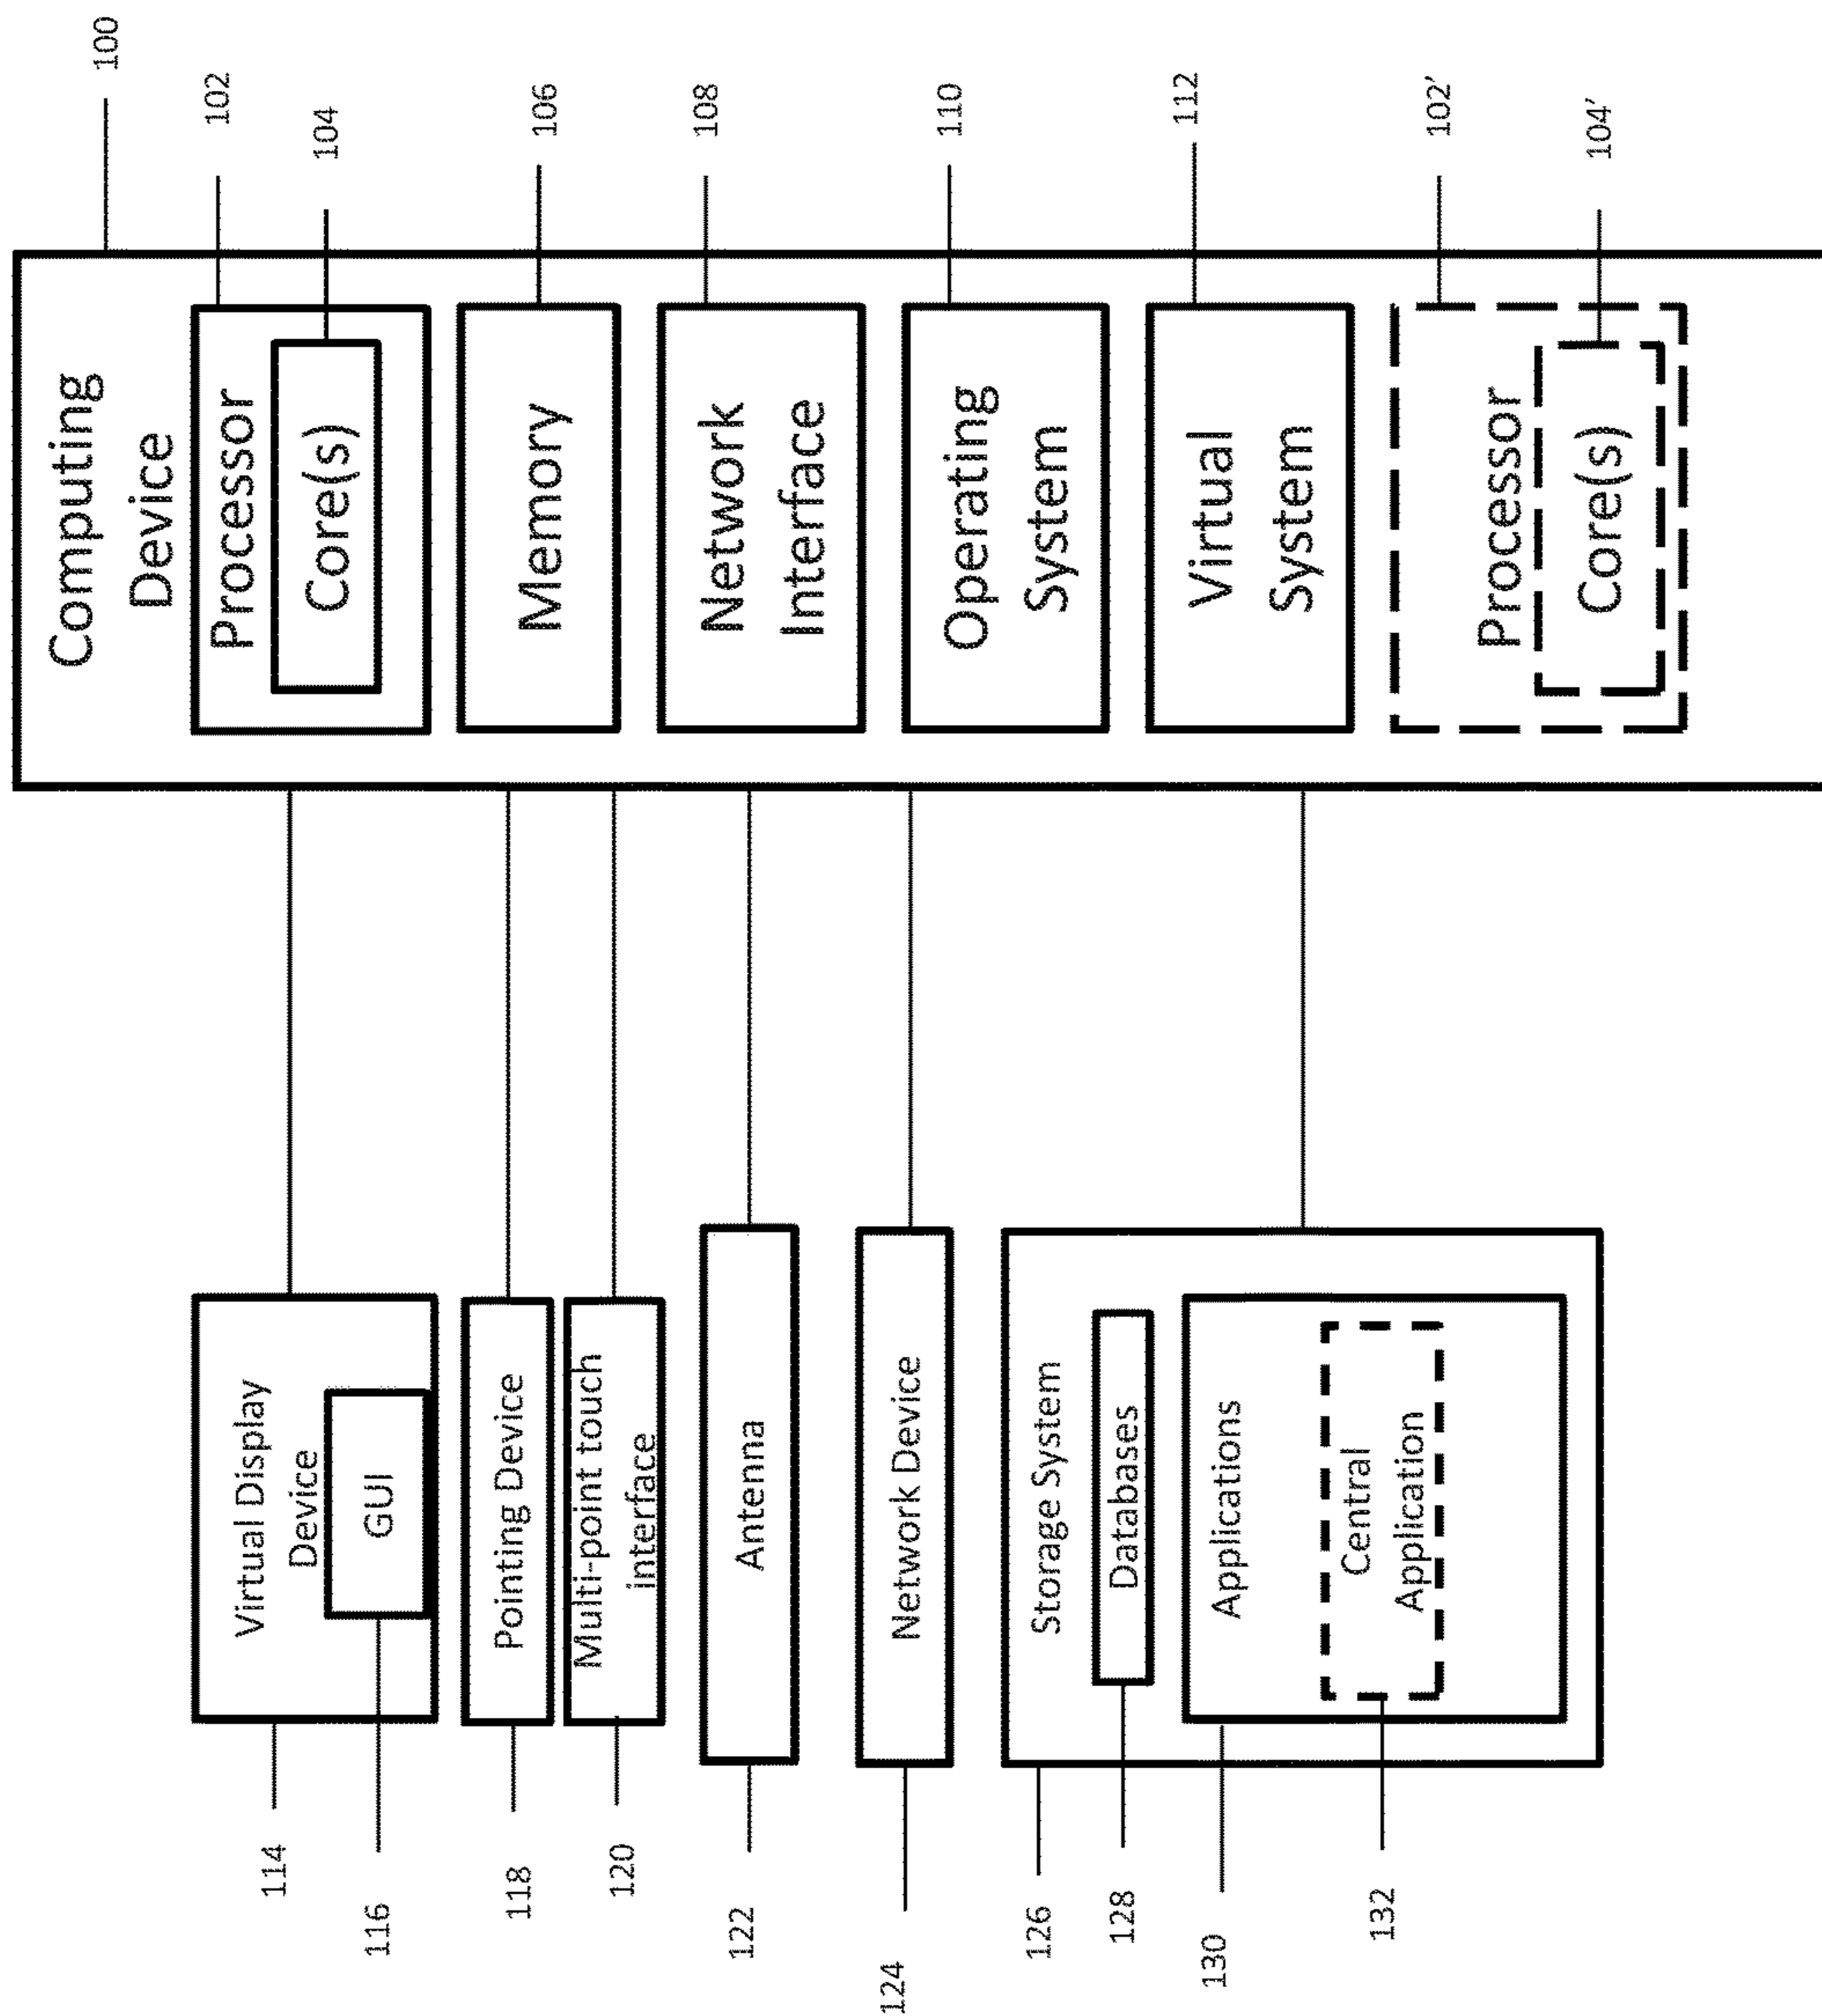 Computing
Device
Processor
Core(s)
Memory
Network
Interface
Operating
System
Virtual
System
Processor
Core(s)
100
102
104
106
108
110
112
102'
104'
Virtual Display
Device
GUI
Pointing Device
Multi-point touch
interface
Antenna
Network Device
Storage System
Databases
Applications
Central
Application
114
116
118
120
122
124
126
128
130
132